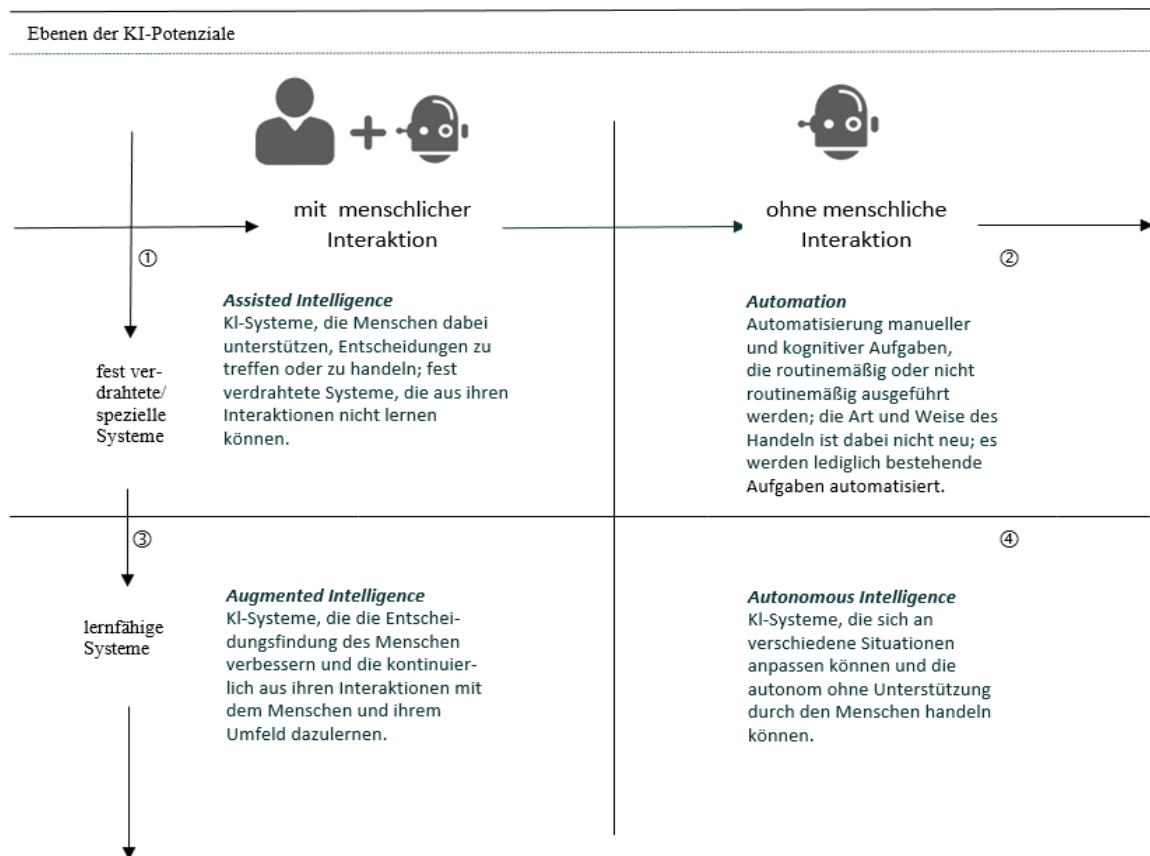 Ebenen der KI-Potenziale
mit menschlicher
Interaktion
ohne menschliche
Interaktion
①
②
fest ver-
drahtete/
spezielle
Systeme
Assisted Intelligence
KI-Systeme, die Menschen dabei
unterstützen, Entscheidungen zu
treffen oder zu handeln; fest
verdrahtete Systeme, die aus ihren
Interaktionen nicht lernen
können.
Automation
Automatisierung manueller
und kognitiver Aufgaben,
die routinemäßig oder nicht
routinemäßig ausgeführt
werden; die Art und Weise des
Handeln ist dabei nicht neu; es
werden lediglich bestehende
Aufgaben automatisiert.
③
④
lernfähige
Systeme
Augmented Intelligence
KI-Systeme, die die Entschei-
dungsfindung des Menschen
verbessern und die kontinuier-
lich aus ihren Interaktionen mit
dem Menschen und ihrem
Umfeld dazulernen.
Autonomous Intelligence
KI-Systeme, die sich an
verschiedene Situationen
anpassen können und die
autonom ohne Unterstützung
durch den Menschen handeln
können.